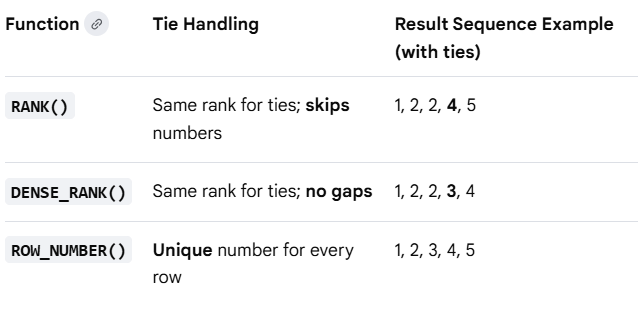 Function Tie Handling Result Sequence Example
(with ties)
RANK() Same rank for ties; skips 1, 2, 2, 4, 5
numbers
DENSE_RANK() Same rank for ties; no gaps 1, 2, 2, 3, 4
ROW_NUMBER() Unique number for every 1, 2, 3, 4, 5
row